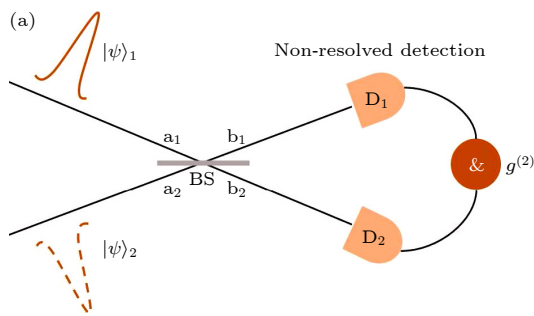 (a)
|ψ⟩₁
Non-resolved detection
D₁
a₁
b₁
BS
&
g⁽²⁾
a₂
b₂
D₂
|ψ⟩₂